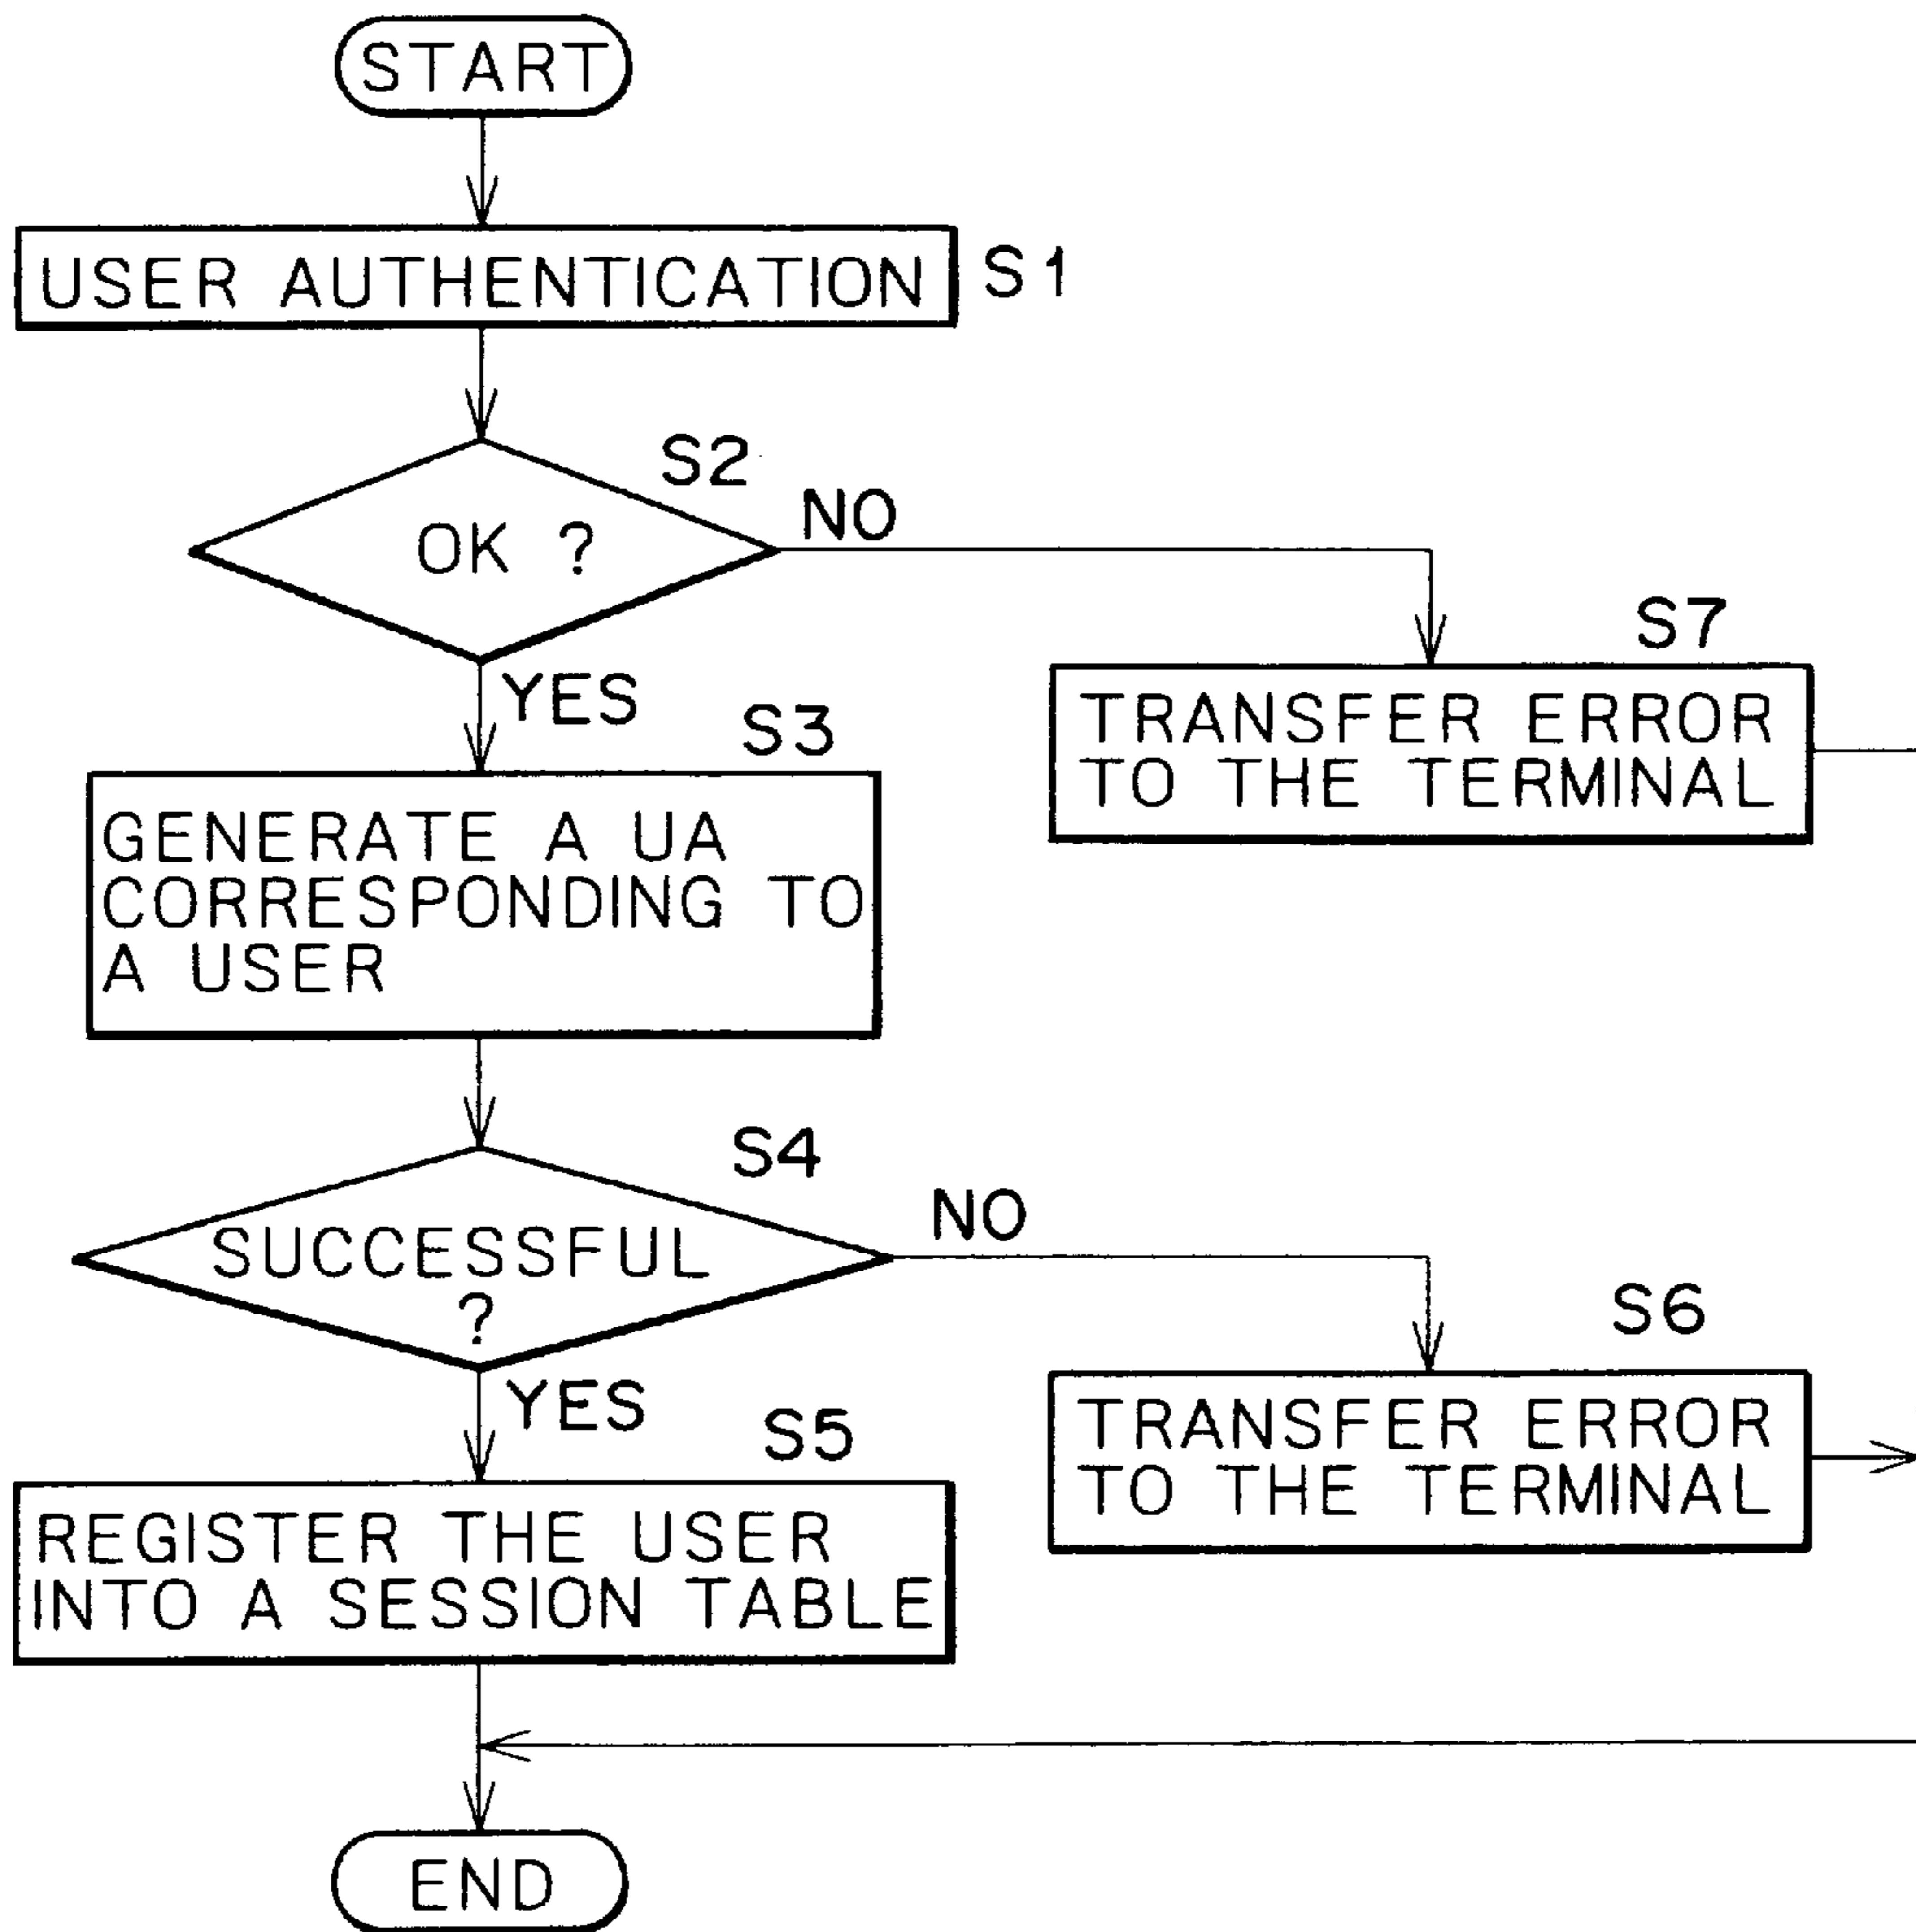 START
USER AUTHENTICATION
S1
S2
OK ?
NO
YES
S7
TRANSFER ERROR
TO THE TERMINAL
S3
GENERATE A UA
CORRESPONDING TO
A USER
S4
SUCCESSFUL
?
NO
YES
S6
TRANSFER ERROR
TO THE TERMINAL
S5
REGISTER THE USER
INTO A SESSION TABLE
END